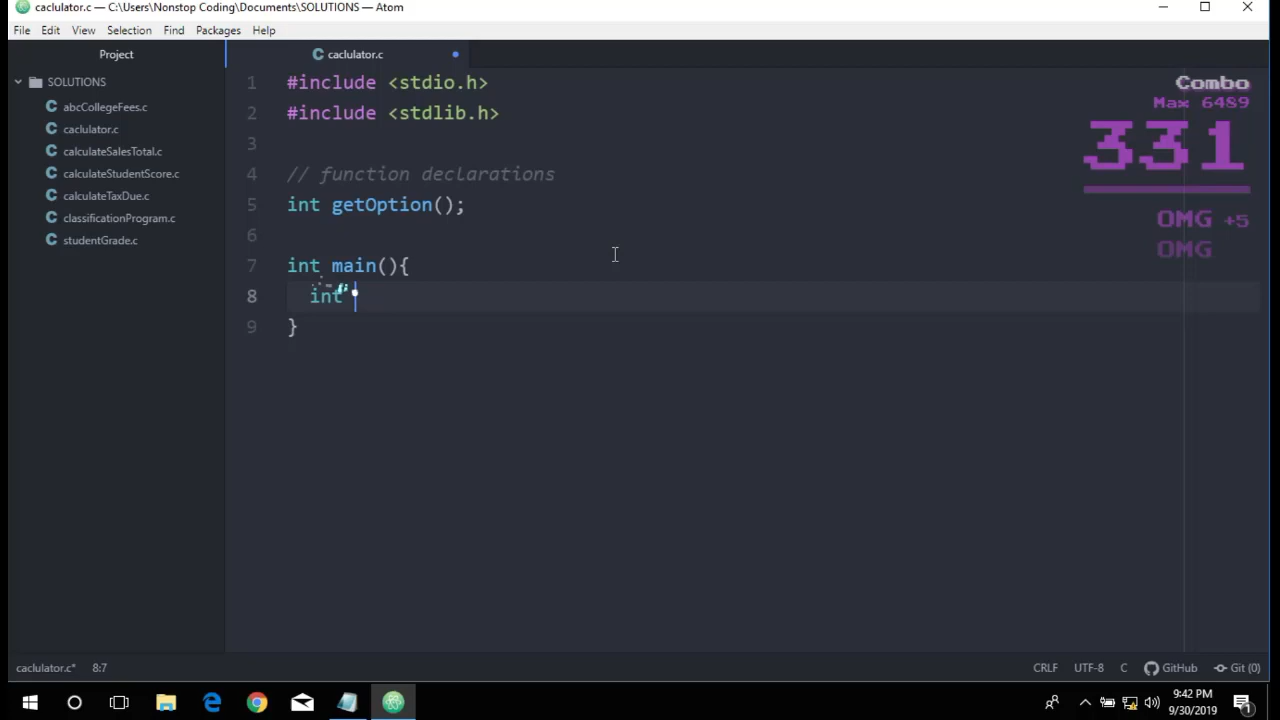 caclulator.c — C:\Users\Nonstop Coding\Documents\SOLUTIONS — Atom
File Edit View Selection Find Packages Help
Project
caclulator.c
SOLUTIONS
abcCollegeFees.c
caclulator.c
calculateSalesTotal.c
calculateStudentScore.c
calculateTaxDue.c
classificationProgram.c
studentGrade.c
1 #include <stdio.h>
2 #include <stdlib.h>
3
4 // function declarations
5 int getOption();
6
7 int main(){
8 int
9 }
Combo
Max 6489
331
OMG +5
OMG
caclulator.c* 8:7
CRLF UTF-8 C GitHub Git (0)
9:42 PM
9/30/2019
1